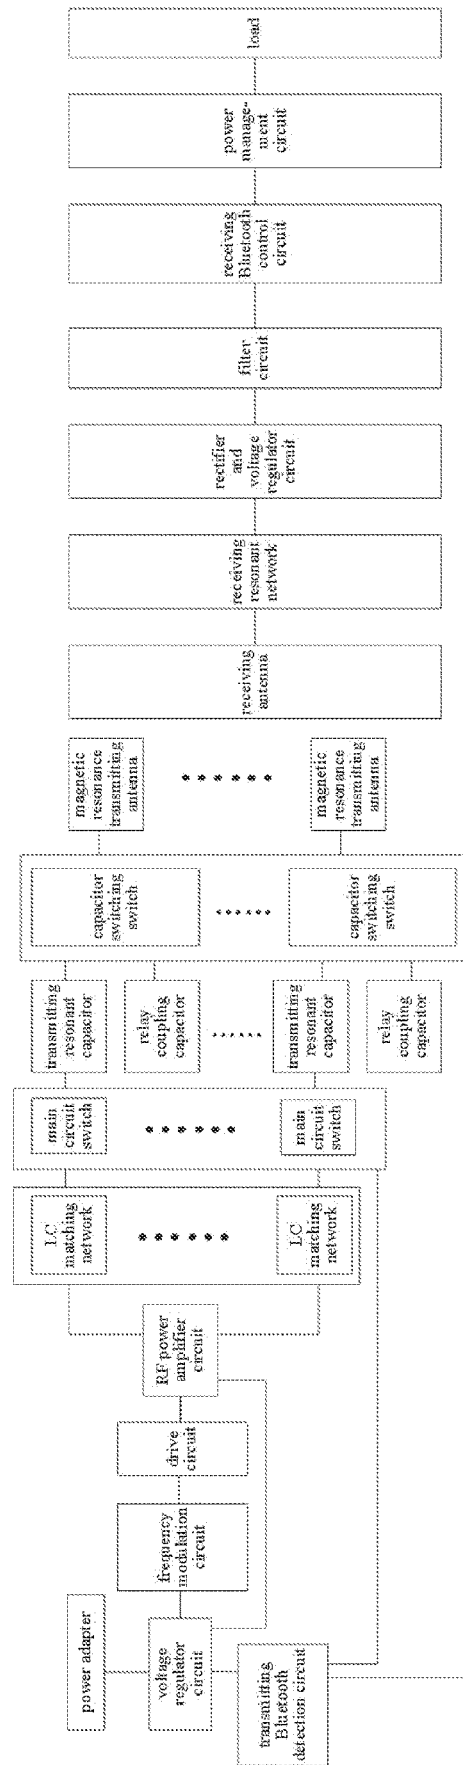 power adapter
voltage
regulator
circuit
transmitting
Bluetooth
detection circuit
frequency
modulation
circuit
drive
circuit
RF power
amplifier
circuit
LC
matching
network
LC
matching
network
main
circuit
switch
main
circuit
switch
transmitting
resonant
capacitor
relay
coupling
capacitor
transmitting
resonant
capacitor
relay
coupling
capacitor
capacitor
switching
switch
capacitor
switching
switch
magnetic
resonance
transmitting
antenna
magnetic
resonance
transmitting
antenna
receiving
antenna
receiving
resonant
network
rectifier
and
voltage
regulator
circuit
filter
circuit
receiving
Bluetooth
control
circuit
power
manage-
ment
circuit
load